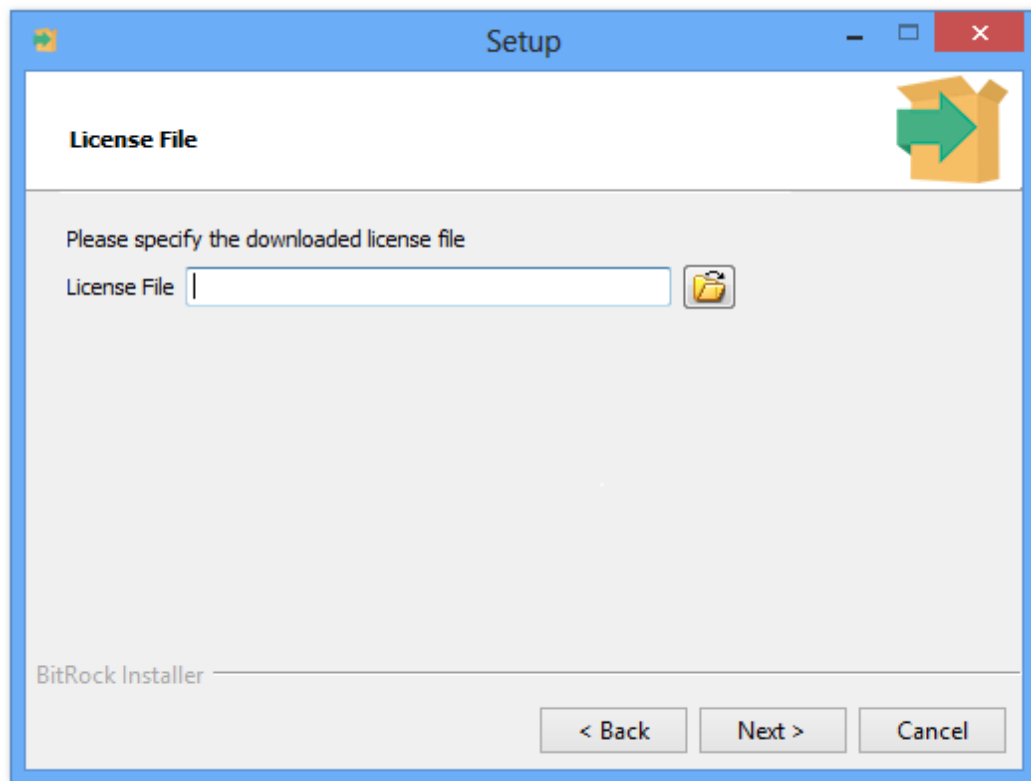 Setup
License File
Please specify the downloaded license file
License File
BitRock Installer
< Back Next > Cancel